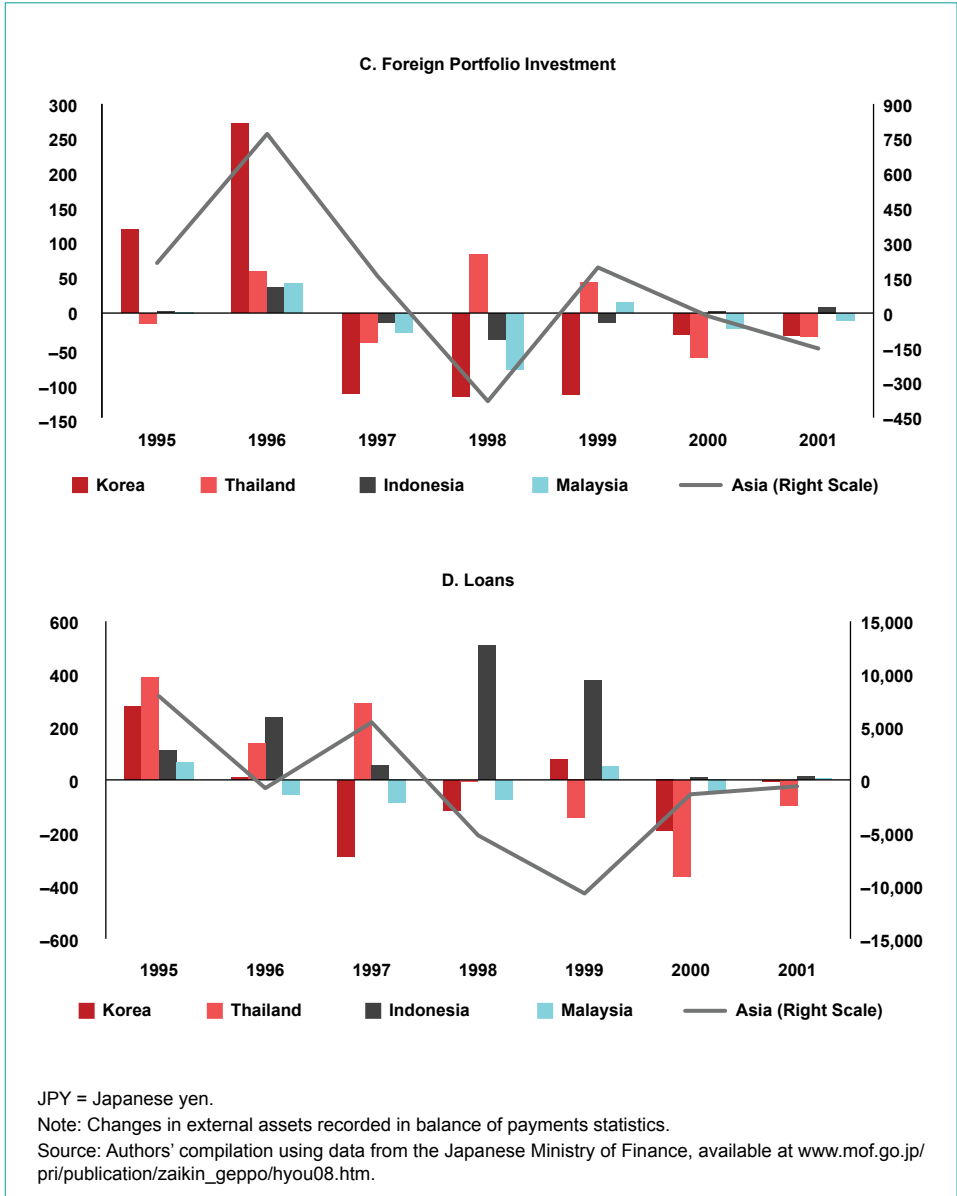 C. Foreign Portfolio Investment
300 900
250 750
200 600
150 450
100 300
50 150
0 0
–50 –150
–100 –300
–150 –450
1995 1996 1997 1998 1999 2000 2001
Korea Thailand Indonesia Malaysia Asia (Right Scale)
D. Loans
600 15,000
400 10,000
200 5,000
0 0
–200 –5,000
–400 –10,000
–600 –15,000
1995 1996 1997 1998 1999 2000 2001
Korea Thailand Indonesia Malaysia Asia (Right Scale)
JPY = Japanese yen.
Note: Changes in external assets recorded in balance of payments statistics.
Source: Authors’ compilation using data from the Japanese Ministry of Finance, available at www.mof.go.jp/
pri/publication/zaikin_geppo/hyou08.htm.